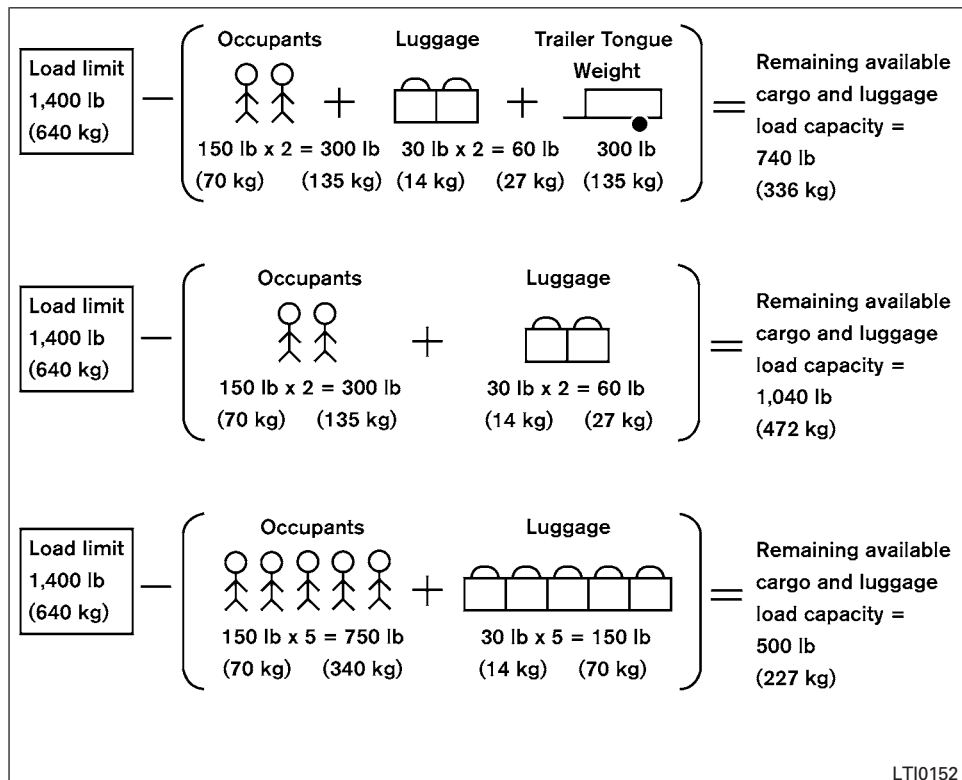 Occupants Luggage Trailer Tongue
Weight
Load limit
1,400 lb
(640 kg)
150 lb x 2 = 300 lb 30 lb x 2 = 60 lb 300 lb
(70 kg) (135 kg) (14 kg) (27 kg) (135 kg)
Remaining available
cargo and luggage
load capacity =
740 lb
(336 kg)
Occupants Luggage
Load limit
1,400 lb
(640 kg)
150 lb x 2 = 300 lb 30 lb x 2 = 60 lb
(70 kg) (135 kg) (14 kg) (27 kg)
Remaining available
cargo and luggage
load capacity =
1,040 lb
(472 kg)
Occupants Luggage
Load limit
1,400 lb
(640 kg)
150 lb x 5 = 750 lb 30 lb x 5 = 150 lb
(70 kg) (340 kg) (14 kg) (70 kg)
Remaining available
cargo and luggage
load capacity =
500 lb
(227 kg)
LTI0152